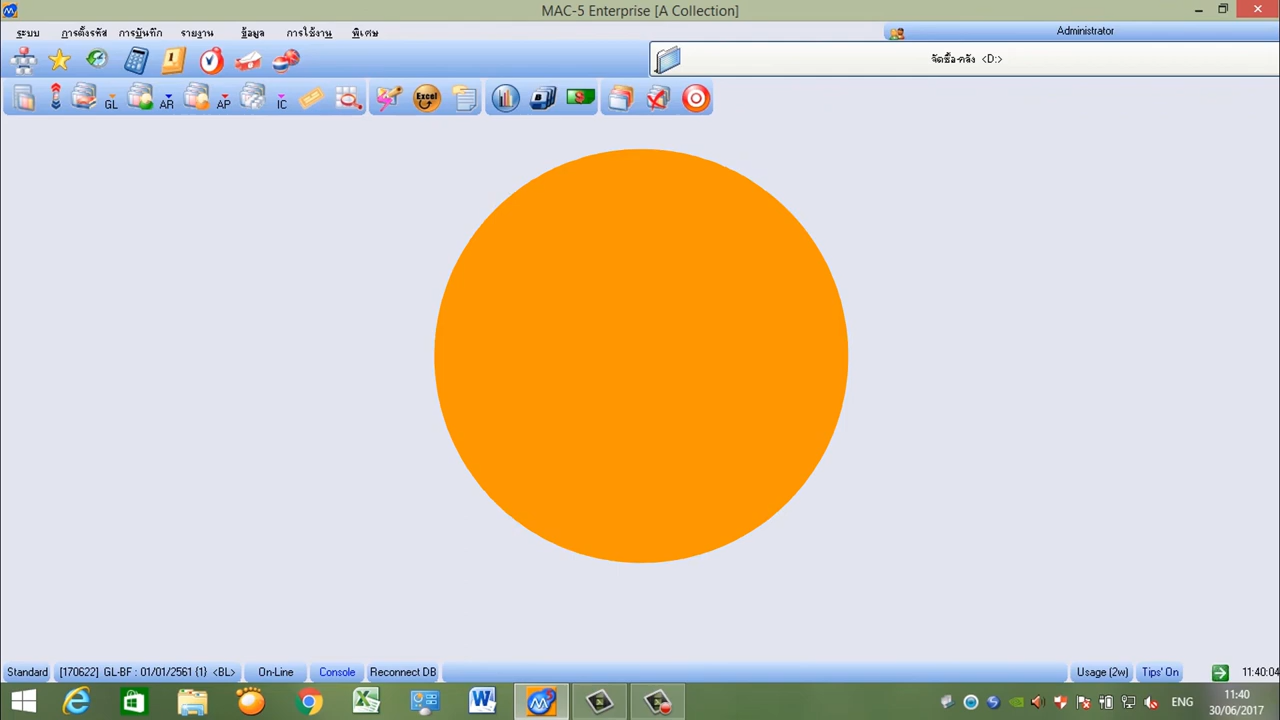 MAC-5 Enterprise [A Collection]
ระบบ การตั้งรหัส การบันทึก รายงาน ข้อมูล การใช้งาน พิเศษ
Administrator
จัดซื้อ-คลัง <D:>
GL AR AP IC Excel
Standard [170622] GL-BF : 01/01/2561 {1} <BL> On-Line Console Reconnect DB Usage (2w) Tips' On 11:40:04
ENG
11:40
30/06/2017